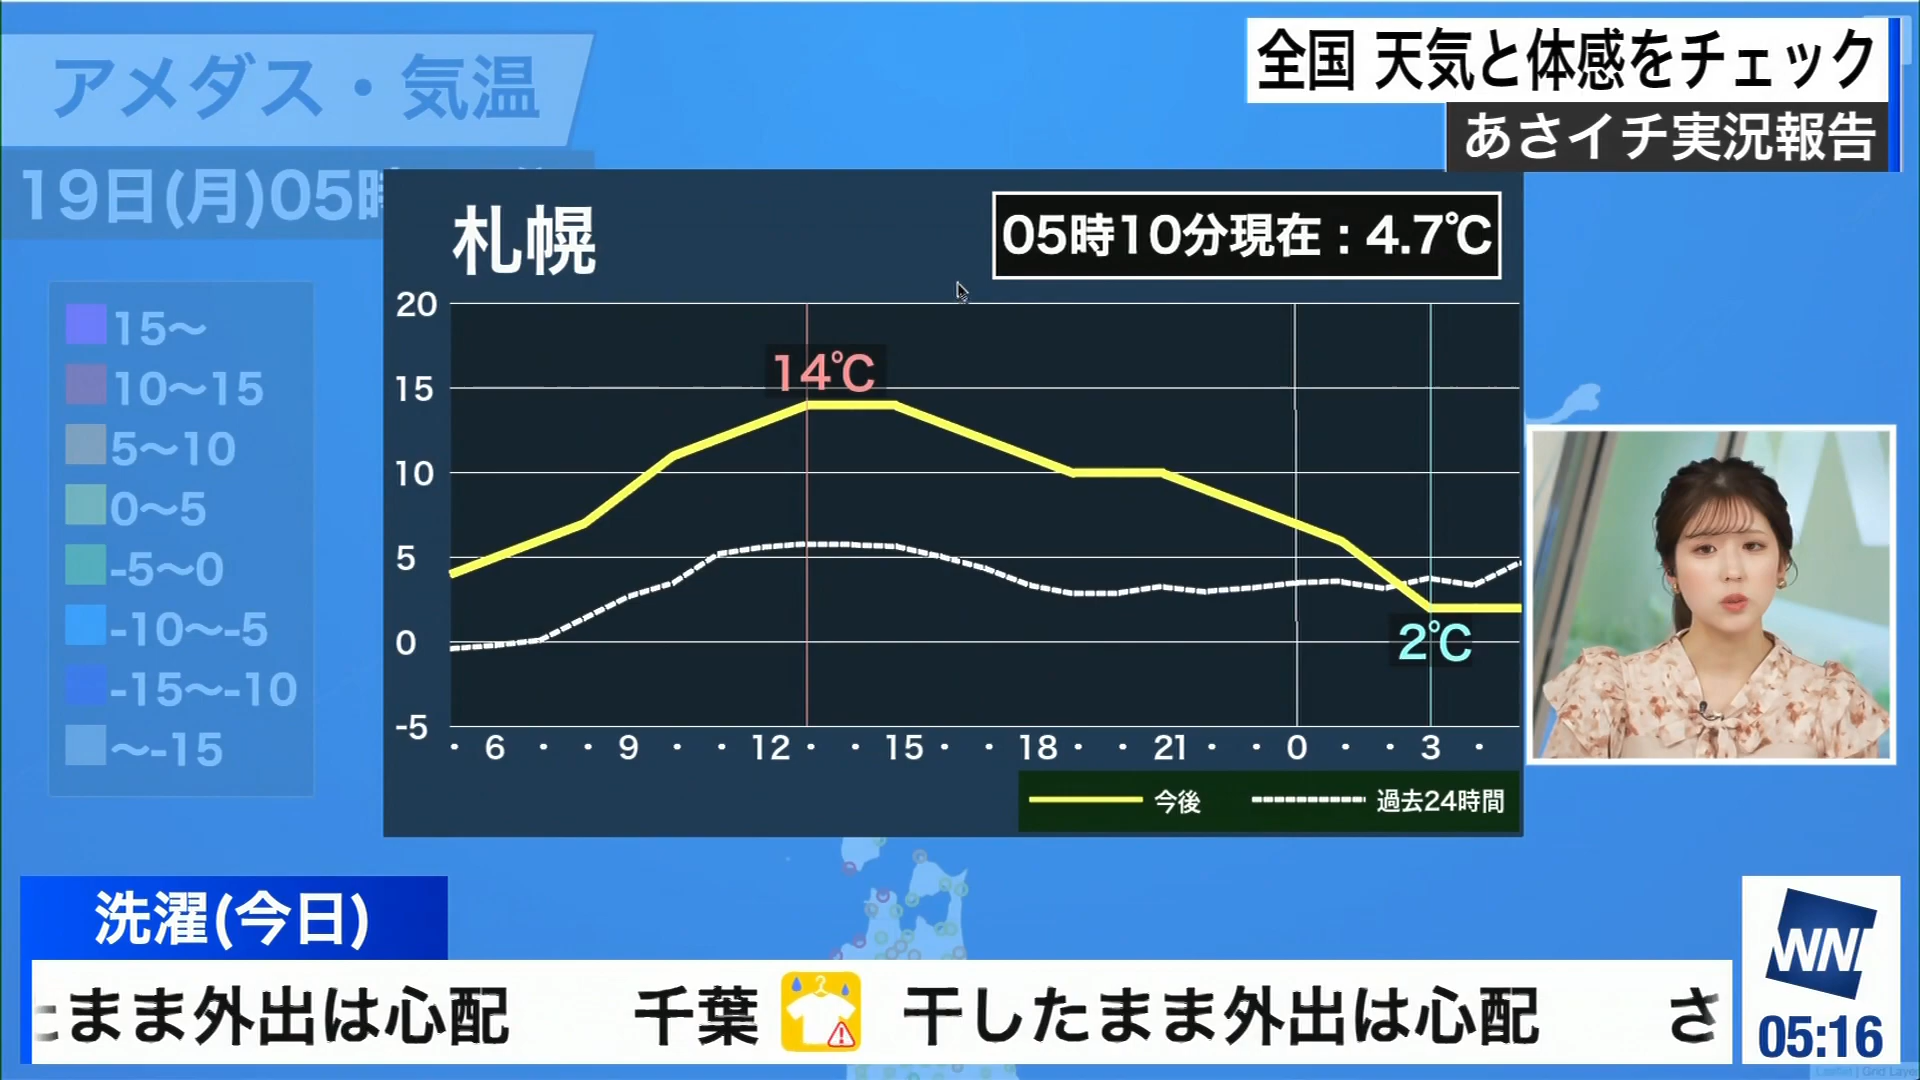 アメダス・気温
全国 天気と体感をチェック
あさイチ実況報告
19日(月)05時
札幌
05時10分現在:4.7℃
20
15
10
5
0
-5
14℃
2℃
・ 6 ・ ・ 9 ・ ・ 12 ・ ・ 15 ・ ・ 18 ・ ・ 21 ・ ・ 0 ・ ・ 3 ・
今後
過去24時間
15〜
10〜15
5〜10
0〜5
-5〜0
-10〜-5
-15〜-10
〜-15
洗濯(今日)
たまま外出は心配 千葉 干したまま外出は心配 さ
WNI
05:16
Leaflet | Grid Layer